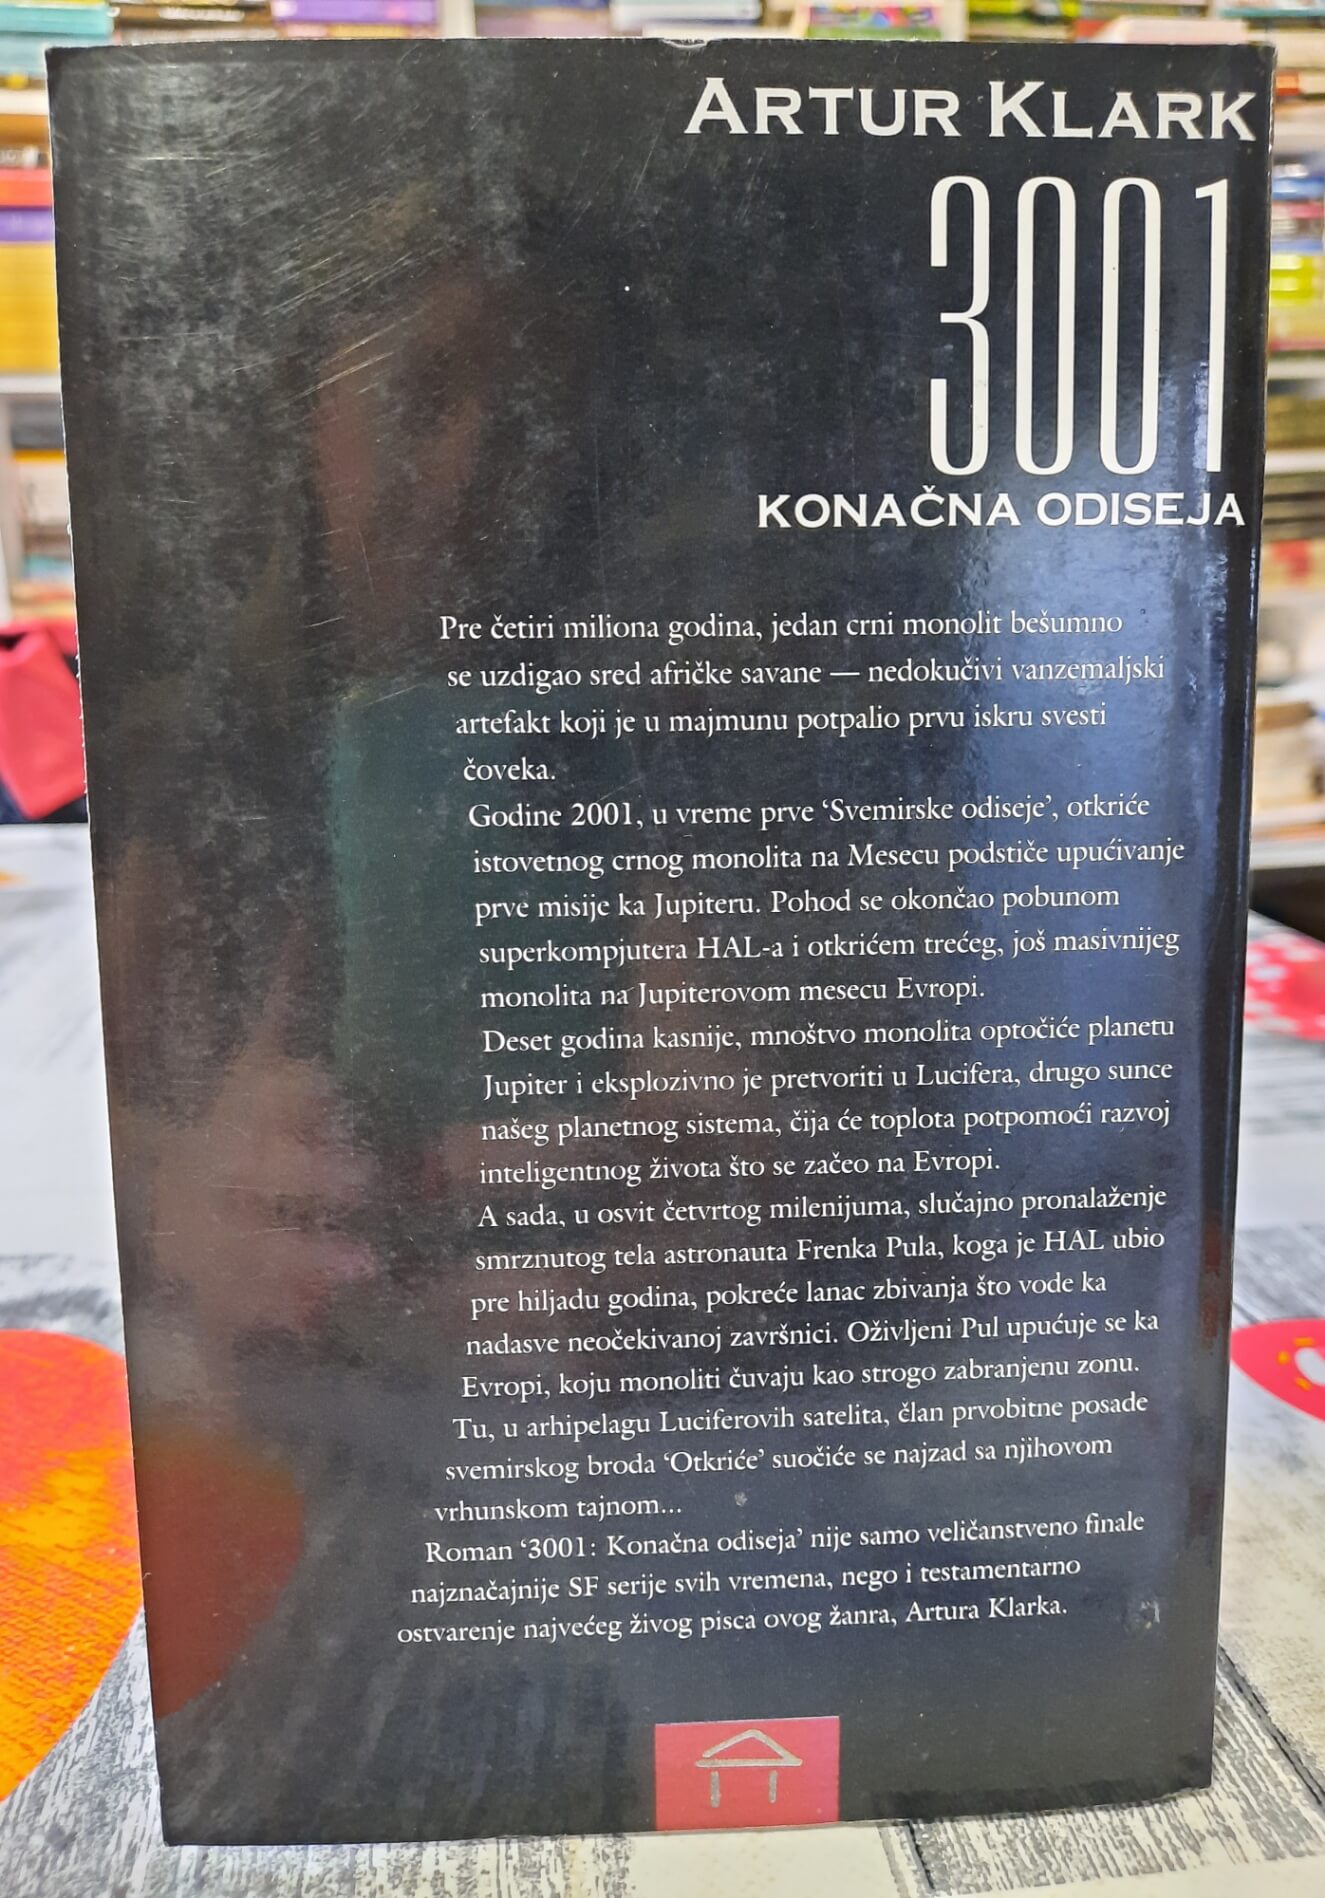 ARTUR KLARK
3001
KONAČNA ODISEJA
Pre četiri miliona godina, jedan crni monolit bešumno
se uzdigao sred afričke savane — nedokučivi vanzemaljski
artefakt koji je u majmunu potpalio prvu iskru svesti
čoveka.
Godine 2001, u vreme prve ‘Svemirske odiseje’, otkriće
istovetnog crnog monolita na Mesecu podstiče upućivanje
prve misije ka Jupiteru. Pohod se okončao pobunom
superkompjutera HAL-a i otkrićem trećeg, još masivnijeg
monolita na Jupiterovom mesecu Evropi.
Deset godina kasnije, mnoštvo monolita optočiće planetu
Jupiter i eksplozivno je pretvoriti u Lucifera, drugo sunce
našeg planetnog sistema, čija će toplota potpomoći razvoj
inteligentnog života što se začeo na Evropi.
A sada, u osvit četvrtog milenijuma, slučajno pronalaženje
smrznutog tela astronauta Frenka Pula, koga je HAL ubio
pre hiljadu godina, pokreće lanac zbivanja što vode ka
nadasve neočekivanoj završnici. Oživljeni Pul upućuje se ka
Evropi, koju monoliti čuvaju kao strogo zabranjenu zonu.
Tu, u arhipelagu Luciferovih satelita, član prvobitne posade
svemirskog broda ‘Otkriće’ suočiće se najzad sa njihovom
vrhunskom tajnom...
Roman ‘3001: Konačna odiseja’ nije samo veličanstveno finale
najznačajnije SF serije svih vremena, nego i testamentarno
ostvarenje najvećeg živog pisca ovog žanra, Artura Klarka.